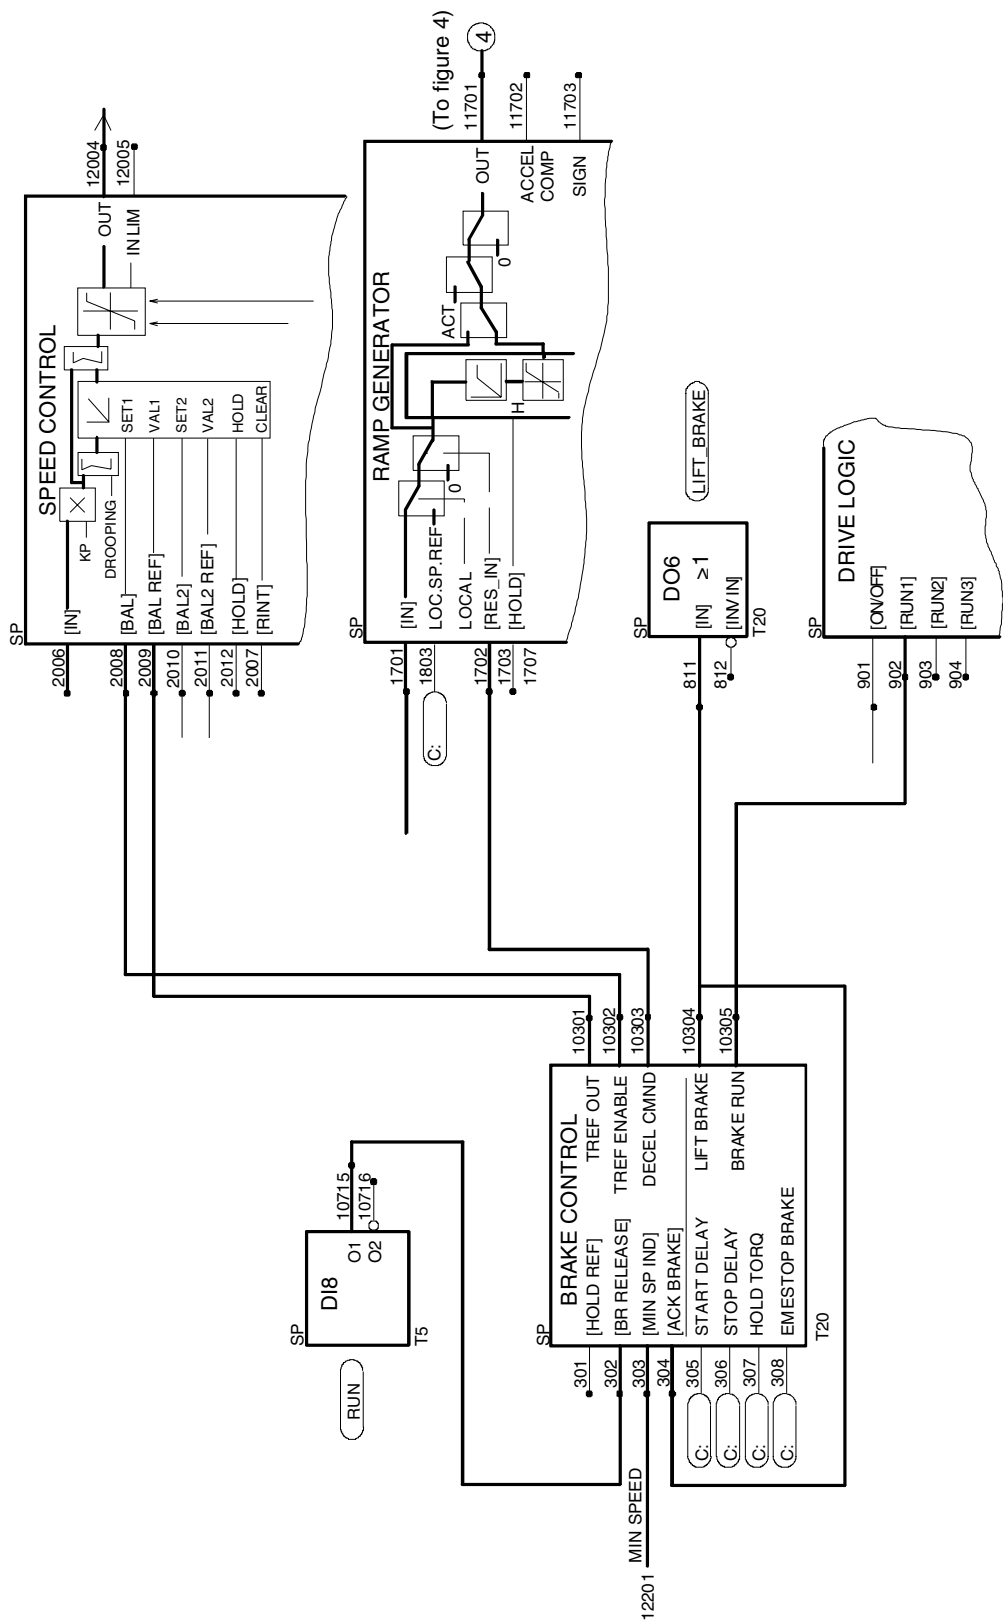 SP
SPEED CONTROL
2006
[IN]
KP
DROOPING
OUT
12004
IN LIM
12005
2008
[BAL]
SET1
2009
[BAL REF]
VAL1
2010
[BAL2]
SET2
2011
[BAL2 REF]
VAL2
2012
[HOLD]
HOLD
2007
[RINT]
CLEAR
SP
RAMP GENERATOR
1701
[IN]
1803
LOC.SP.REF
C:
LOCAL
1702
[RES_IN]
1703
[HOLD]
1707
0
H
ACT
0
OUT
11701
(To figure 4)
4
ACCEL
COMP
11702
SIGN
11703
SP
DO6
811
[IN]
≥1
812
[INV IN]
T20
LIFT_BRAKE
SP
DRIVE LOGIC
901
[ON/OFF]
902
[RUN1]
903
[RUN2]
904
[RUN3]
RUN
SP
DI8
O1
10715
O2
10716
T5
SP
BRAKE CONTROL
301
[HOLD REF]
TREF OUT
10301
302
[BR RELEASE]
TREF ENABLE
10302
12201
MIN SPEED
303
[MIN SP IND]
DECEL CMND
10303
304
[ACK BRAKE]
C:
305
START DELAY
LIFT BRAKE
10304
C:
306
STOP DELAY
BRAKE RUN
10305
C:
307
HOLD TORQ
C:
308
EMESTOP BRAKE
T20